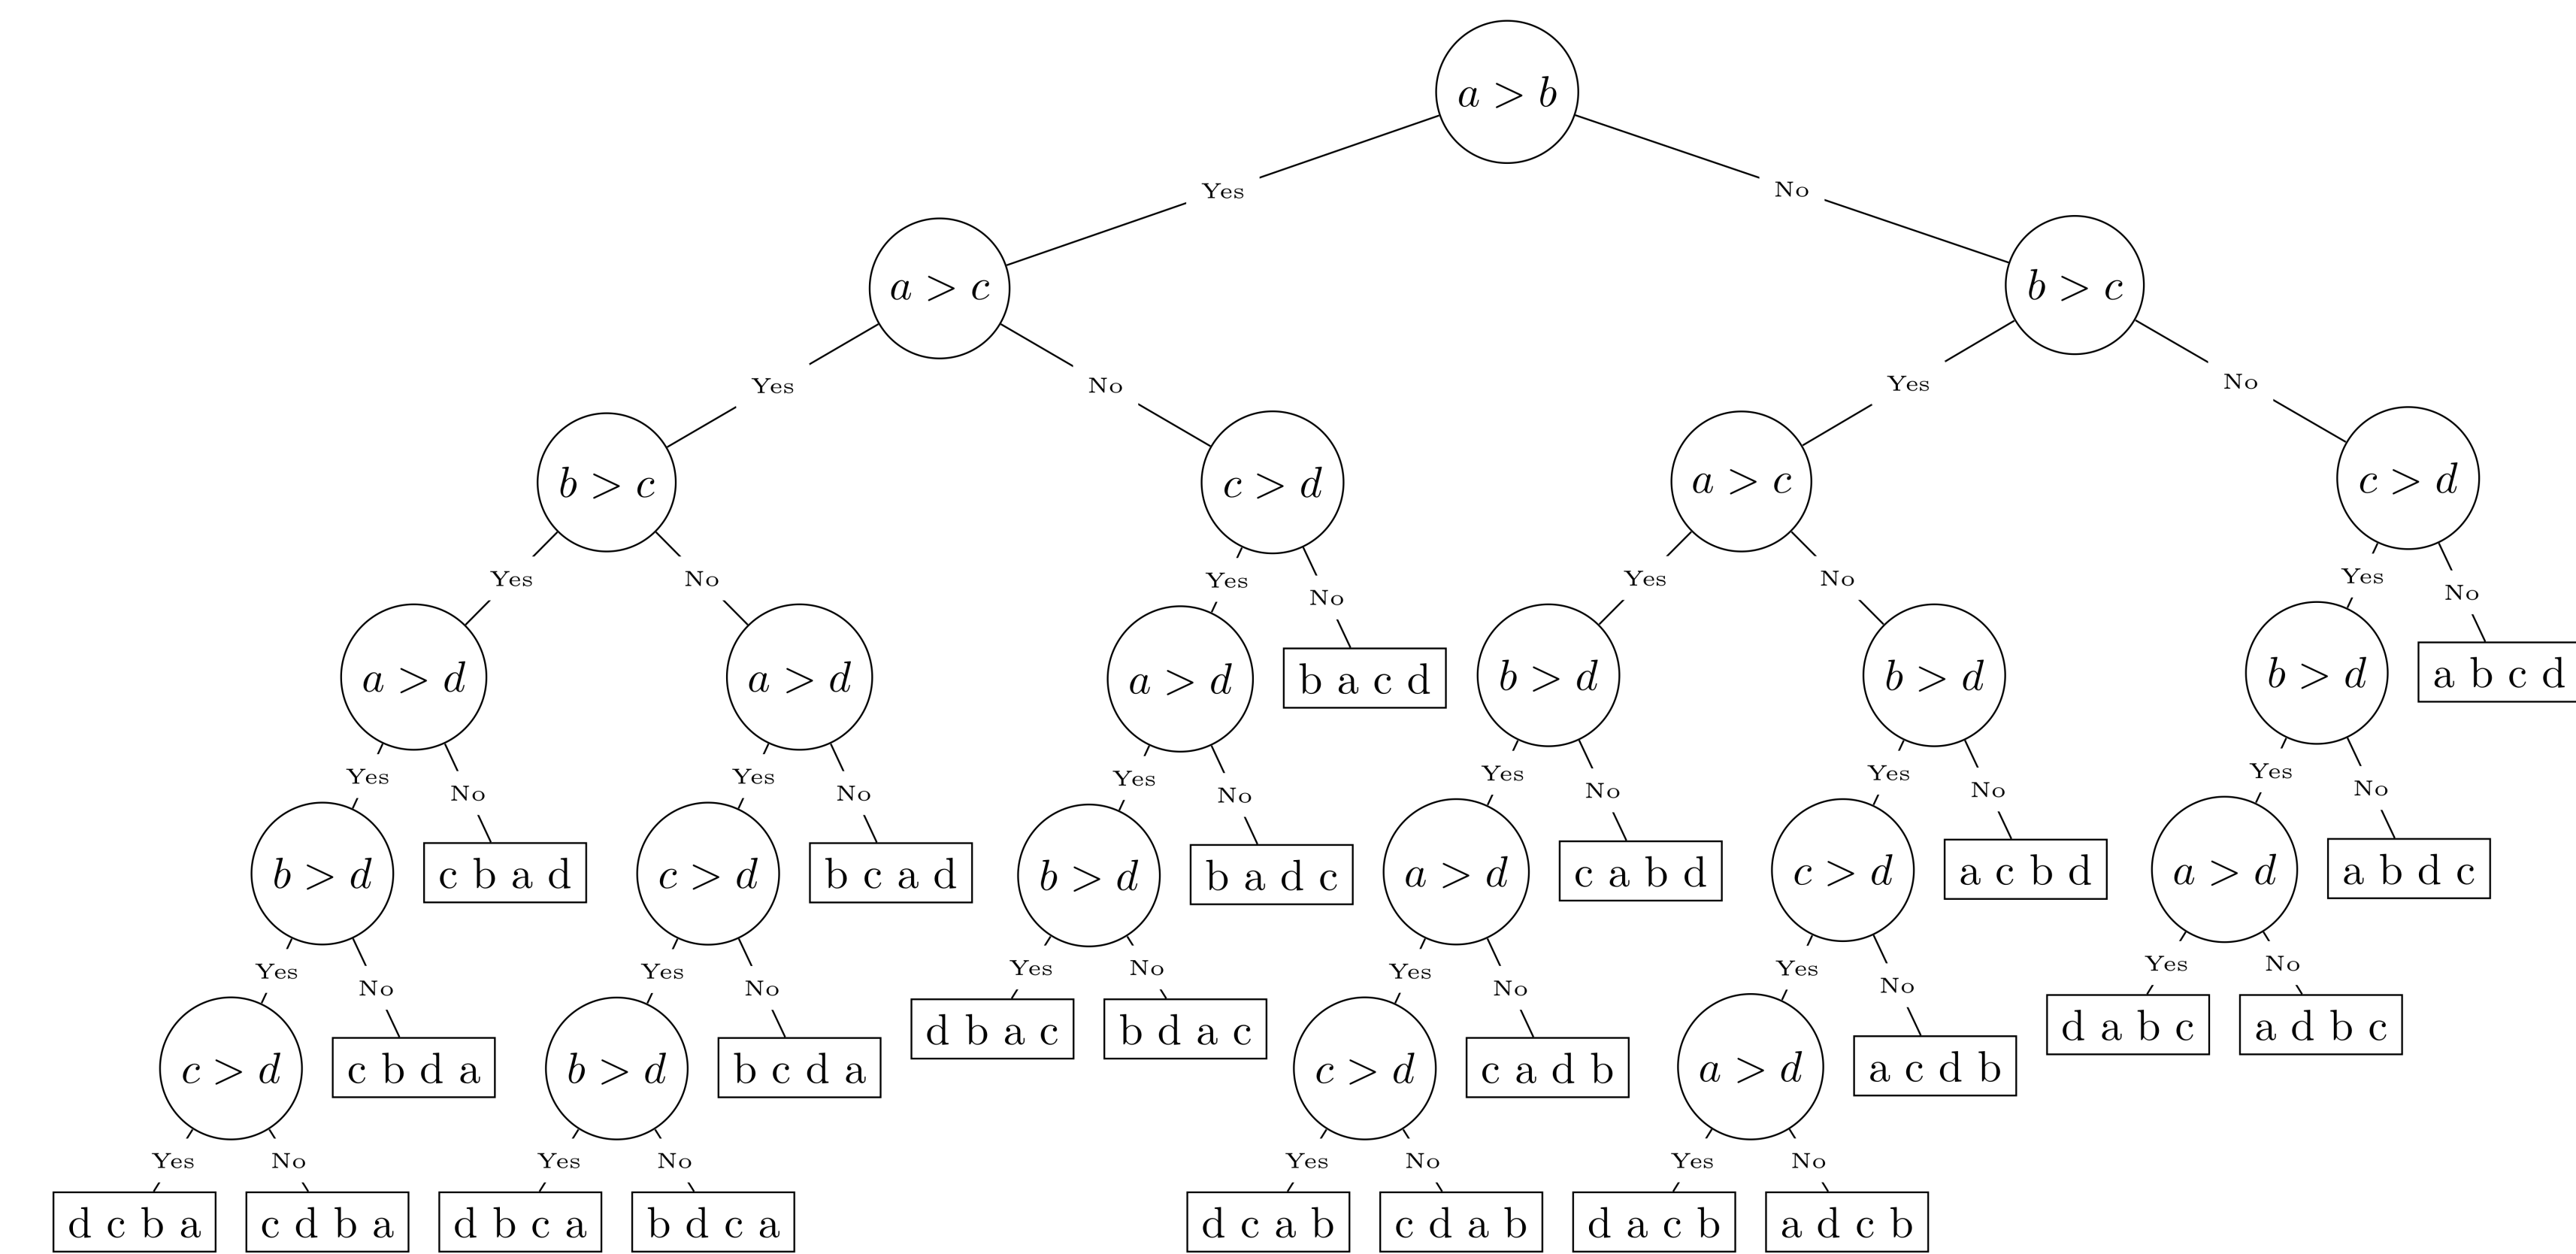 a > b
Yes No
a > c b > c
Yes No Yes No
b > c c > d a > c c > d
Yes No Yes No Yes No Yes No
a > d a > d a > d b a c d b > d b > d b > d a b c d
Yes No Yes No Yes No Yes No Yes No Yes No
b > d c b a d c > d b c a d b > d b a d c a > d c a b d c > d a c b d a > d a b d c
Yes No Yes No Yes No Yes No Yes No Yes No
c > d c b d a b > d b c d a d b a c b d a c c > d c a d b a > d a c d b d a b c a d b c
Yes No Yes No Yes No Yes No
d c b a c d b a d b c a b d c a d c a b c d a b d a c b a d c b